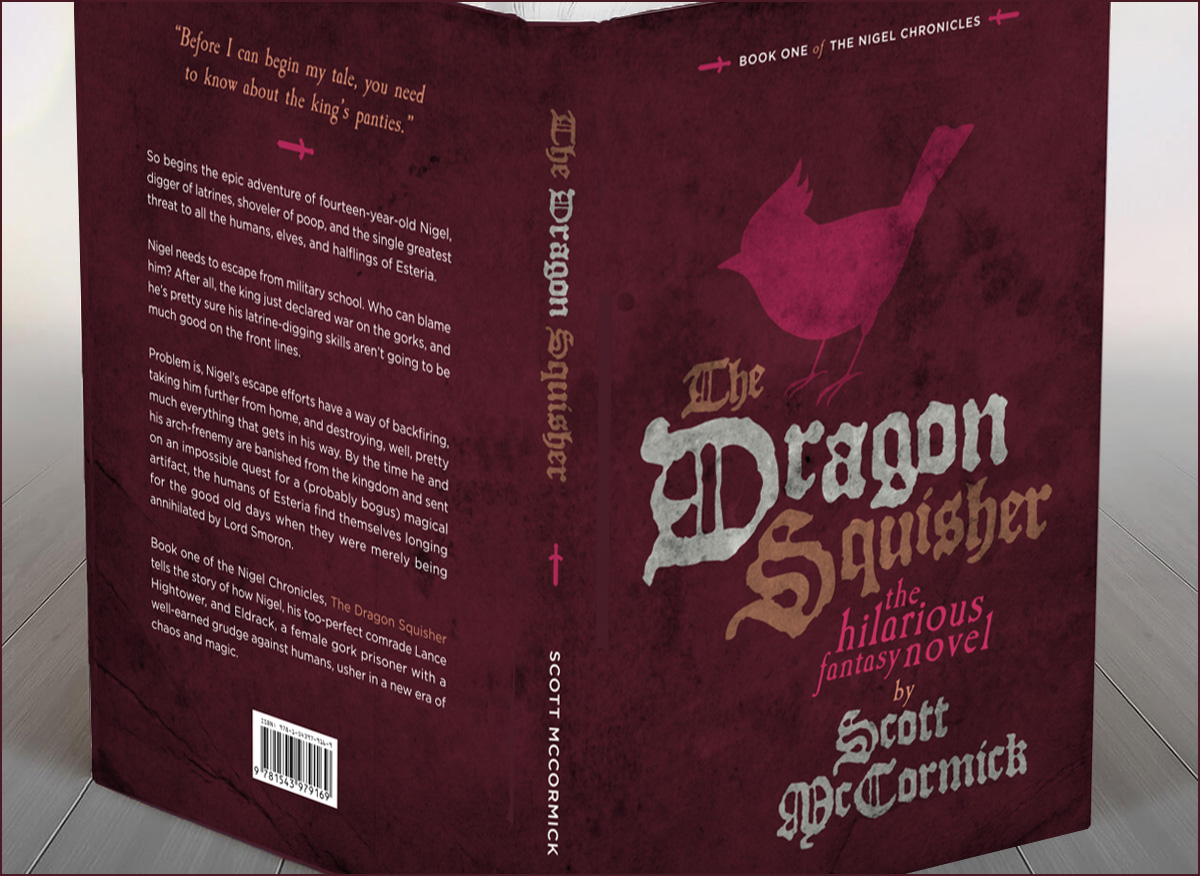 “Before I can begin my tale, you need
to know about the king’s panties.”
So begins the epic adventure of fourteen-year-old Nigel,
digger of latrines, shoveler of poop, and the single greatest
threat to all the humans, elves, and halflings of Esteria.
Nigel needs to escape from military school. Who can blame
him? After all, the king just declared war on the gorks, and
he’s pretty sure his latrine-digging skills aren’t going to be
much good on the front lines.
Problem is, Nigel’s escape efforts have a way of backfiring,
taking him further from home, and destroying, well, pretty
much everything that gets in his way. By the time he and
his arch-frenemy are banished from the kingdom and sent
on an impossible quest for a (probably bogus) magical
artifact, the humans of Esteria find themselves longing
for the good old days when they were merely being
annihilated by Lord Smoron.
Book one of the Nigel Chronicles, The Dragon Squisher
tells the story of how Nigel, his too-perfect comrade Lance
Hightower, and Eldrack, a female gork prisoner with a
well-earned grudge against humans, usher in a new era of
chaos and magic.
ISBN: 978-1-54397-916-9
9 781543 979169
The Dragon Squisher
SCOTT MCCORMICK
BOOK ONE of THE NIGEL CHRONICLES
The
Dragon
Squisher
the
hilarious
fantasy novel
by
Scott
McCormick